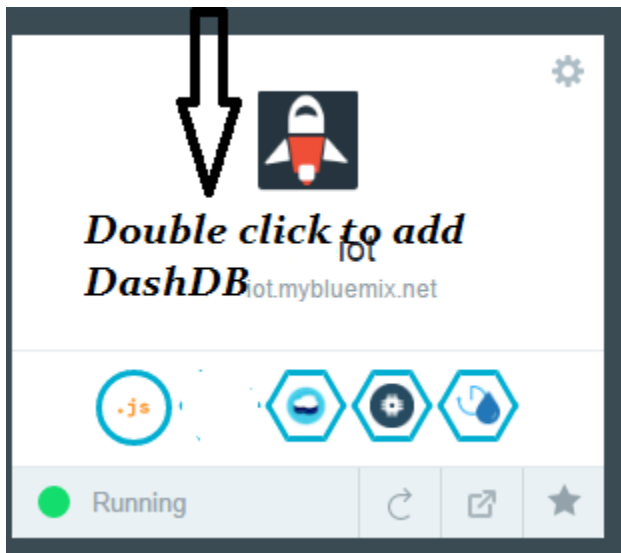 Double click to add
iot
DashDB
iot.mybluemix.net
.js
Running